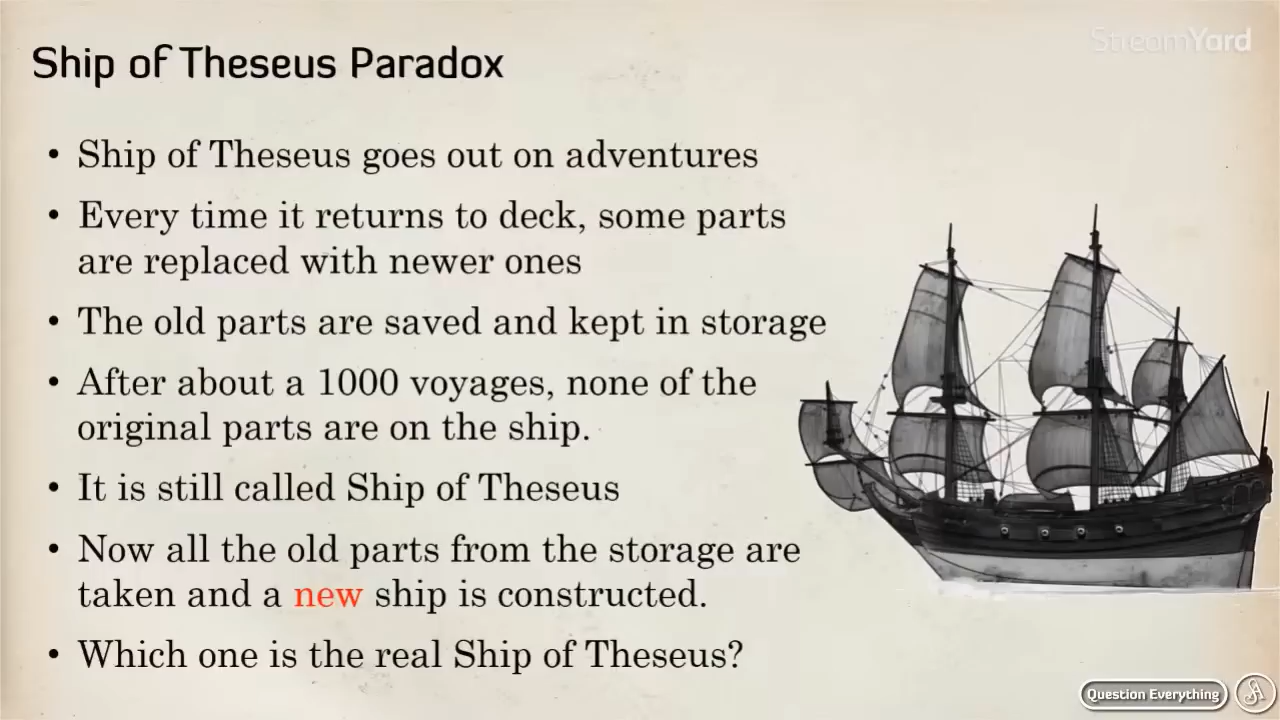 StreamYard
Ship of Theseus Paradox
• Ship of Theseus goes out on adventures
• Every time it returns to deck, some parts
are replaced with newer ones
• The old parts are saved and kept in storage
• After about a 1000 voyages, none of the
original parts are on the ship.
• It is still called Ship of Theseus
• Now all the old parts from the storage are
taken and a new ship is constructed.
• Which one is the real Ship of Theseus?
Question Everything